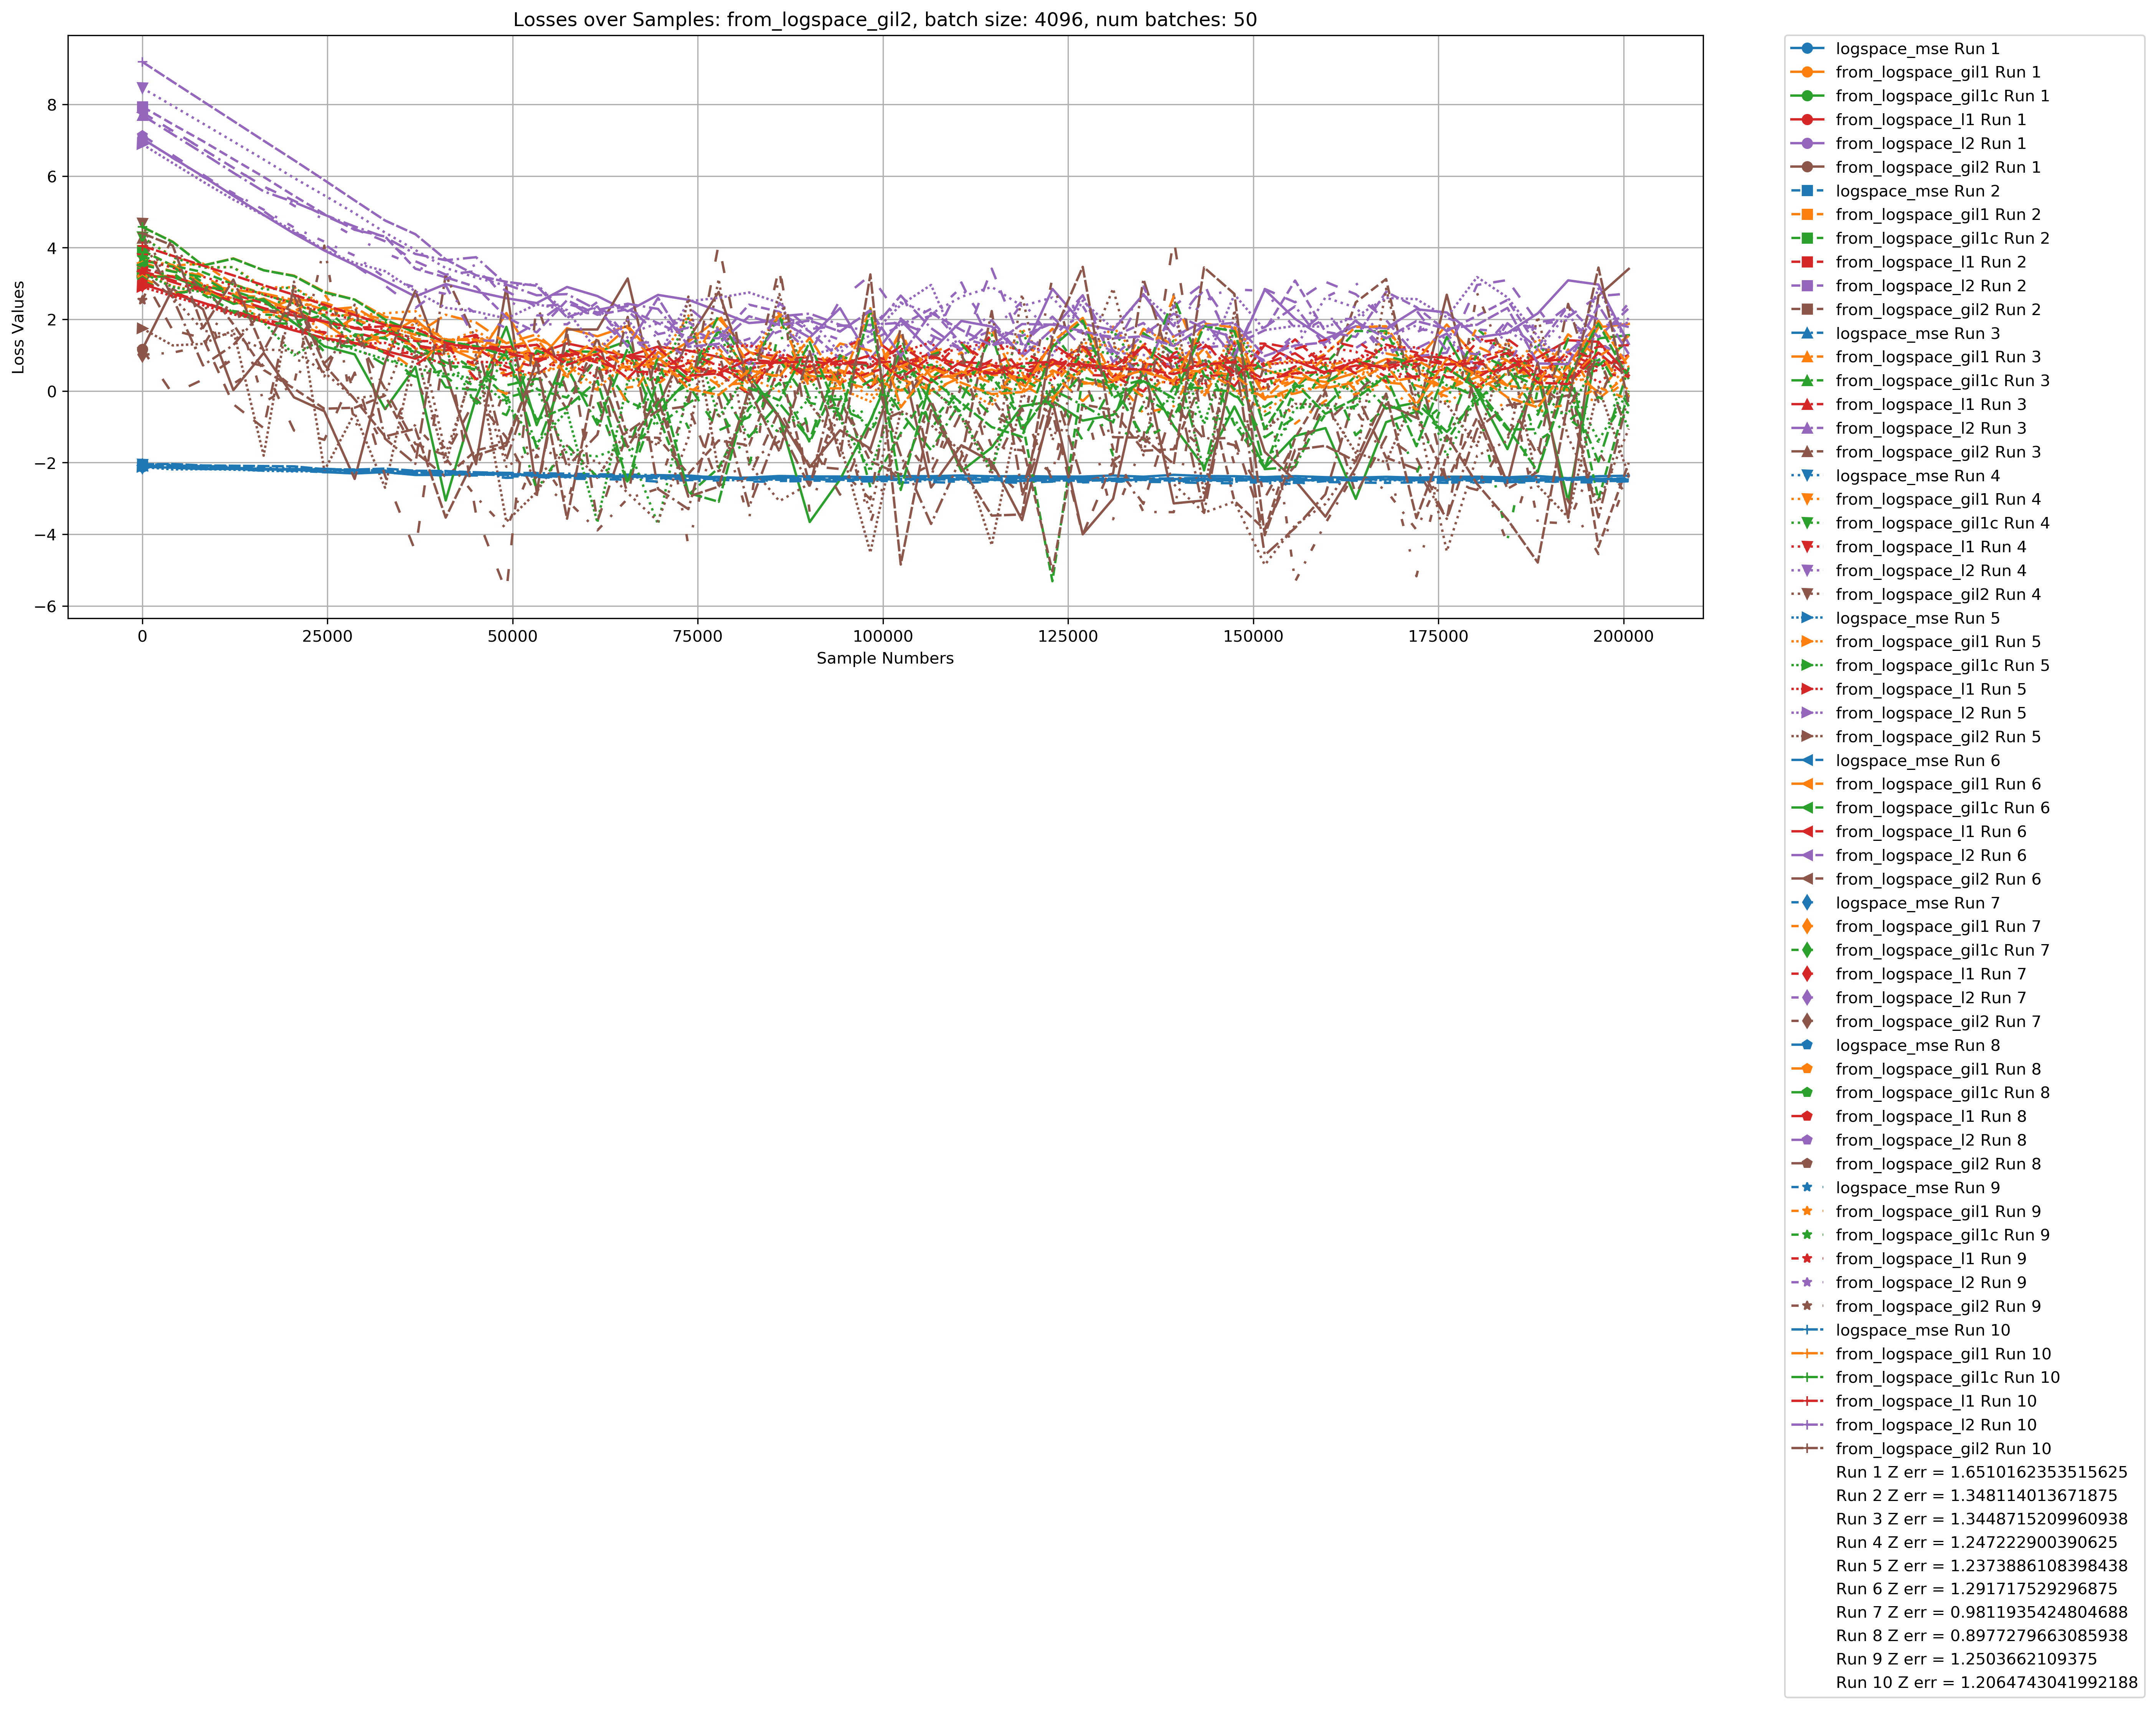 Losses over Samples: from_logspace_gil2, batch size: 4096, num batches: 50
Loss Values
8
6
4
2
0
−2
−4
−6
0 25000 50000 75000 100000 125000 150000 175000 200000
Sample Numbers
logspace_mse Run 1
from_logspace_gil1 Run 1
from_logspace_gil1c Run 1
from_logspace_l1 Run 1
from_logspace_l2 Run 1
from_logspace_gil2 Run 1
logspace_mse Run 2
from_logspace_gil1 Run 2
from_logspace_gil1c Run 2
from_logspace_l1 Run 2
from_logspace_l2 Run 2
from_logspace_gil2 Run 2
logspace_mse Run 3
from_logspace_gil1 Run 3
from_logspace_gil1c Run 3
from_logspace_l1 Run 3
from_logspace_l2 Run 3
from_logspace_gil2 Run 3
logspace_mse Run 4
from_logspace_gil1 Run 4
from_logspace_gil1c Run 4
from_logspace_l1 Run 4
from_logspace_l2 Run 4
from_logspace_gil2 Run 4
logspace_mse Run 5
from_logspace_gil1 Run 5
from_logspace_gil1c Run 5
from_logspace_l1 Run 5
from_logspace_l2 Run 5
from_logspace_gil2 Run 5
logspace_mse Run 6
from_logspace_gil1 Run 6
from_logspace_gil1c Run 6
from_logspace_l1 Run 6
from_logspace_l2 Run 6
from_logspace_gil2 Run 6
logspace_mse Run 7
from_logspace_gil1 Run 7
from_logspace_gil1c Run 7
from_logspace_l1 Run 7
from_logspace_l2 Run 7
from_logspace_gil2 Run 7
logspace_mse Run 8
from_logspace_gil1 Run 8
from_logspace_gil1c Run 8
from_logspace_l1 Run 8
from_logspace_l2 Run 8
from_logspace_gil2 Run 8
logspace_mse Run 9
from_logspace_gil1 Run 9
from_logspace_gil1c Run 9
from_logspace_l1 Run 9
from_logspace_l2 Run 9
from_logspace_gil2 Run 9
logspace_mse Run 10
from_logspace_gil1 Run 10
from_logspace_gil1c Run 10
from_logspace_l1 Run 10
from_logspace_l2 Run 10
from_logspace_gil2 Run 10
Run 1 Z err = 1.6510162353515625
Run 2 Z err = 1.348114013671875
Run 3 Z err = 1.3448715209960938
Run 4 Z err = 1.247222900390625
Run 5 Z err = 1.2373886108398438
Run 6 Z err = 1.291717529296875
Run 7 Z err = 0.9811935424804688
Run 8 Z err = 0.8977279663085938
Run 9 Z err = 1.2503662109375
Run 10 Z err = 1.2064743041992188